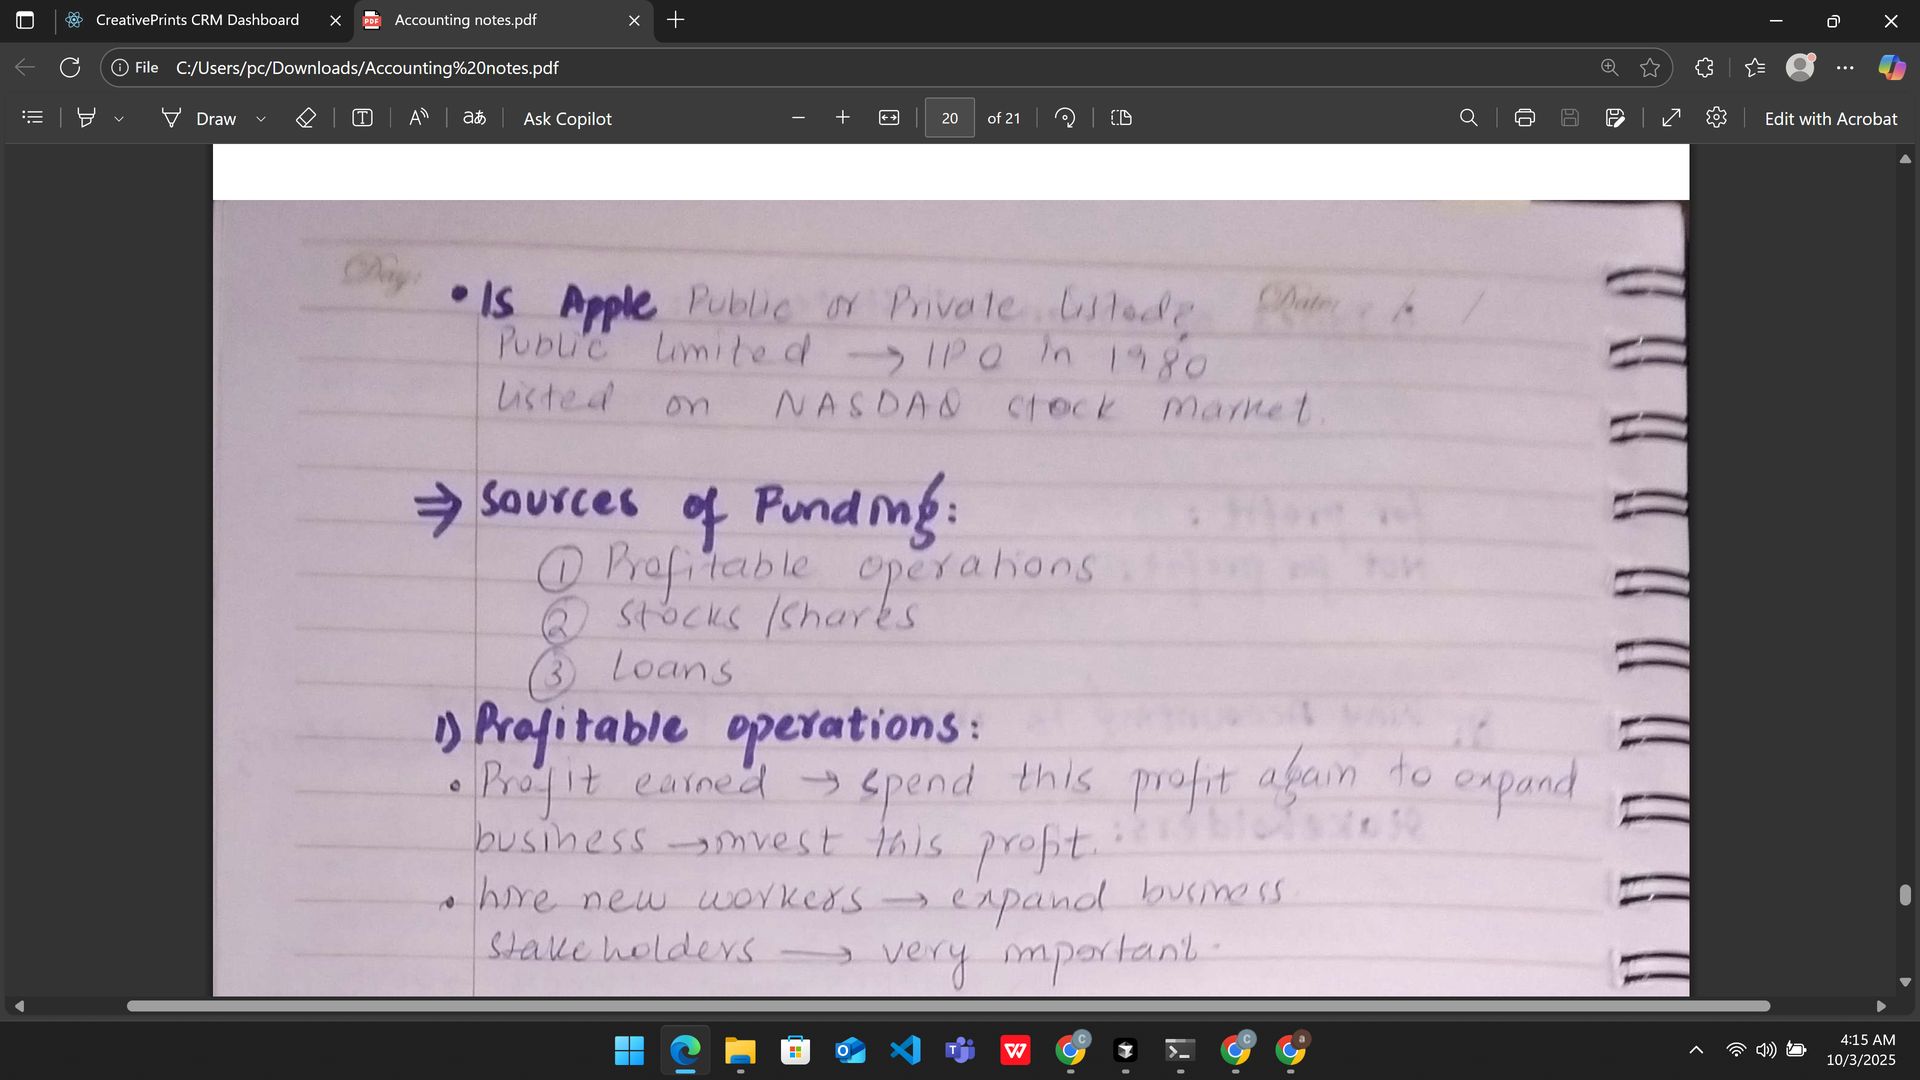 CreativePrints CRM Dashboard
Accounting notes.pdf
File C:/Users/pc/Downloads/Accounting%20notes.pdf
Draw
Ask Copilot
20 of 21
Edit with Acrobat
Day:
Date: / /
• Is Apple Public or Private listed?
Public limited → IPO in 1980
listed on NASDAQ stock market.
⇒ Sources of Funding:
① Profitable operations
② Stocks /shares
③ Loans
1) Profitable operations:
• Profit earned → spend this profit again to expand
business → invest this profit.
• hire new workers → expand business
stakeholders → very important.
4:15 AM
10/3/2025